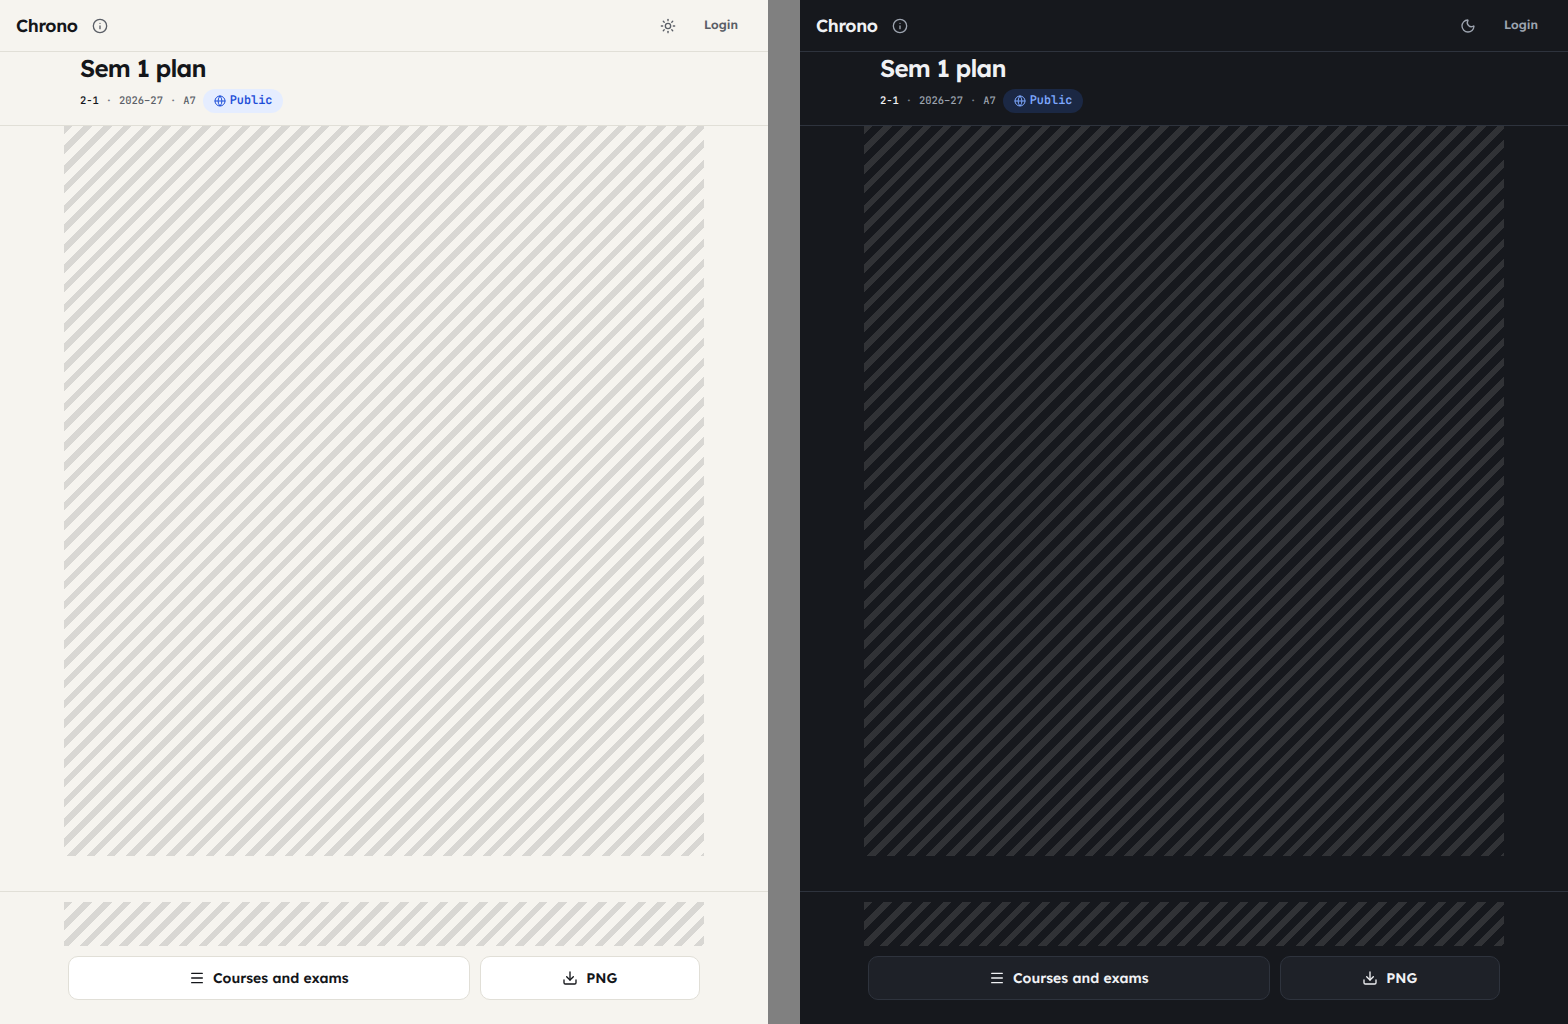 Chrono
Login
Sem 1 plan
2-1 · 2026-27 · A7 Public
Courses and exams
PNG
Chrono
Login
Sem 1 plan
2-1 · 2026-27 · A7 Public
Courses and exams
PNG